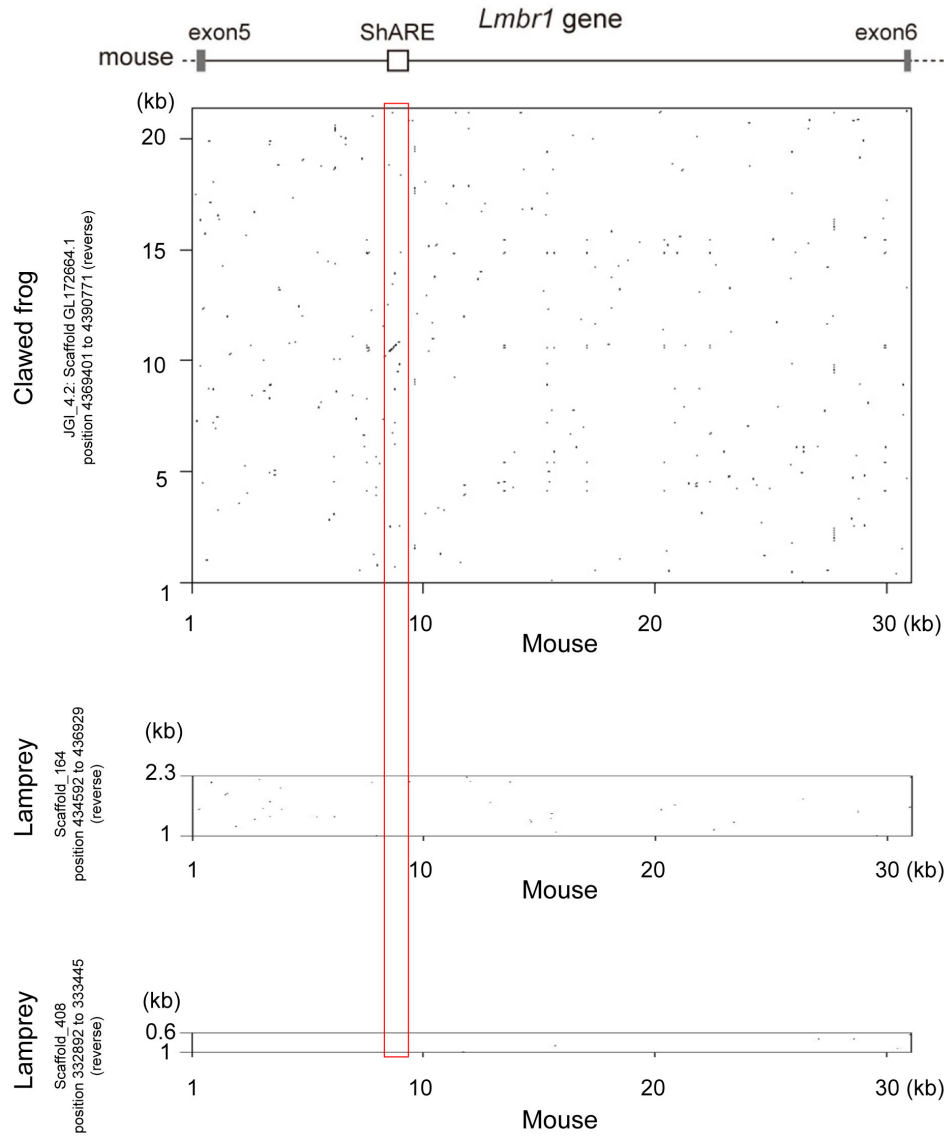 Lmbr1 gene
exon5 ShARE exon6
mouse
(kb)
20
15
10
5
1
Clawed frog
JGI_4.2: Scaffold GL172664.1
position 4369401 to 4390771 (reverse)
1 10 20 30 (kb)
Mouse
(kb)
2.3
1
Lamprey
Scaffold_164
position 434592 to 436929
(reverse)
1 10 20 30 (kb)
Mouse
(kb)
0.6
1
Lamprey
Scaffold_408
position 332892 to 333445
(reverse)
1 10 20 30 (kb)
Mouse